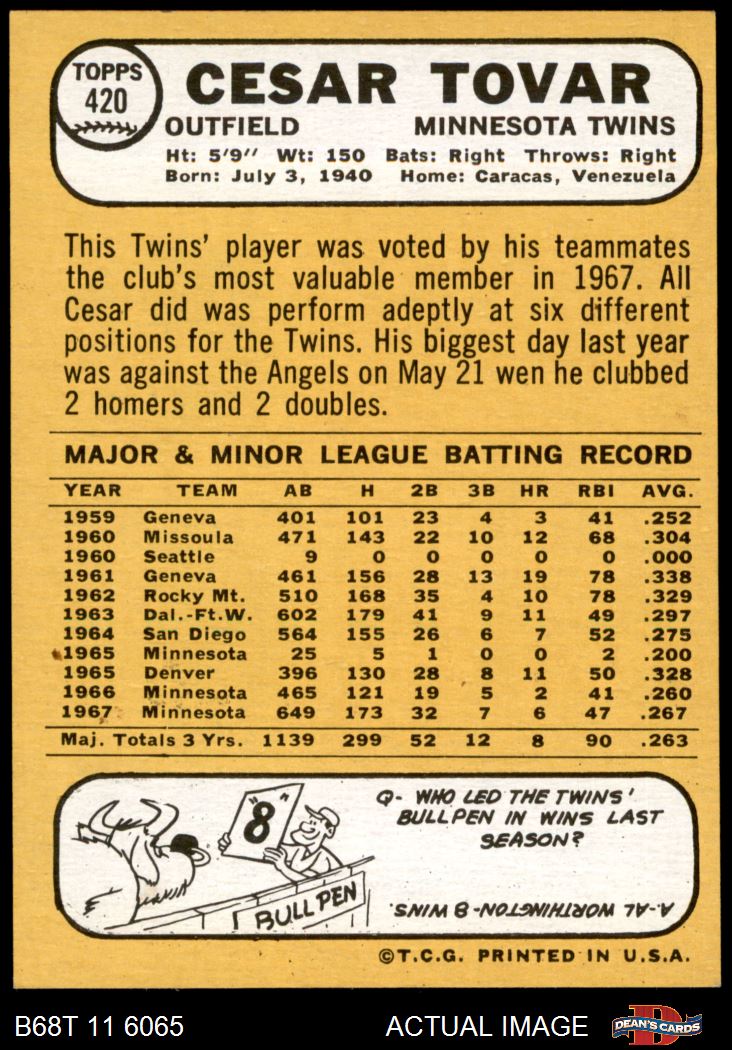 TOPPS
420
CESAR TOVAR
OUTFIELD MINNESOTA TWINS
Ht: 5'9" Wt: 150 Bats: Right Throws: Right
Born: July 3, 1940 Home: Caracas, Venezuela
This Twins' player was voted by his teammates
the club's most valuable member in 1967. All
Cesar did was perform adeptly at six different
positions for the Twins. His biggest day last year
was against the Angels on May 21 wen he clubbed
2 homers and 2 doubles.
MAJOR & MINOR LEAGUE BATTING RECORD
YEAR TEAM AB H 2B 3B HR RBI AVG.
1959 Geneva 401 101 23 4 3 41 .252
1960 Missoula 471 143 22 10 12 68 .304
1960 Seattle 9 0 0 0 0 0 .000
1961 Geneva 461 156 28 13 19 78 .338
1962 Rocky Mt. 510 168 35 4 10 78 .329
1963 Dal.-Ft.W. 602 179 41 9 11 49 .297
1964 San Diego 564 155 26 6 7 52 .275
1965 Minnesota 25 5 1 0 0 2 .200
1965 Denver 396 130 28 8 11 50 .328
1966 Minnesota 465 121 19 5 2 41 .260
1967 Minnesota 649 173 32 7 6 47 .267
Maj. Totals 3 Yrs. 1139 299 52 12 8 90 .263
"8"
BULL PEN
Q- WHO LED THE TWINS'
BULLPEN IN WINS LAST
SEASON?
A-AL WORTHINGTON-8 WINS.
©T.C.G. PRINTED IN U.S.A.
B68T 11 6065 ACTUAL IMAGE DEAN'S CARDS